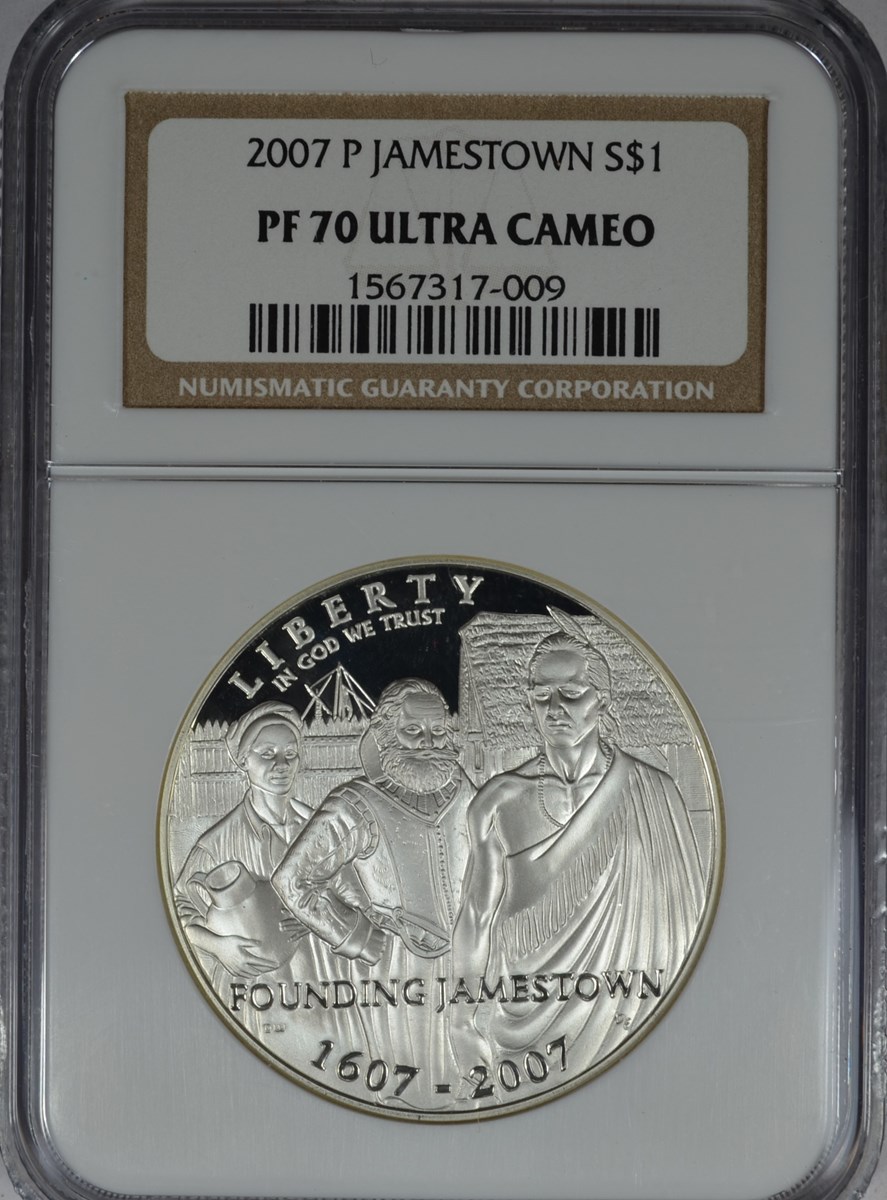 2007 P JAMESTOWN S$1
PF 70 ULTRA CAMEO
1567317-009
NUMISMATIC GUARANTY CORPORATION
LIBERTY
IN GOD WE TRUST
FOUNDING JAMESTOWN
1607 - 2007